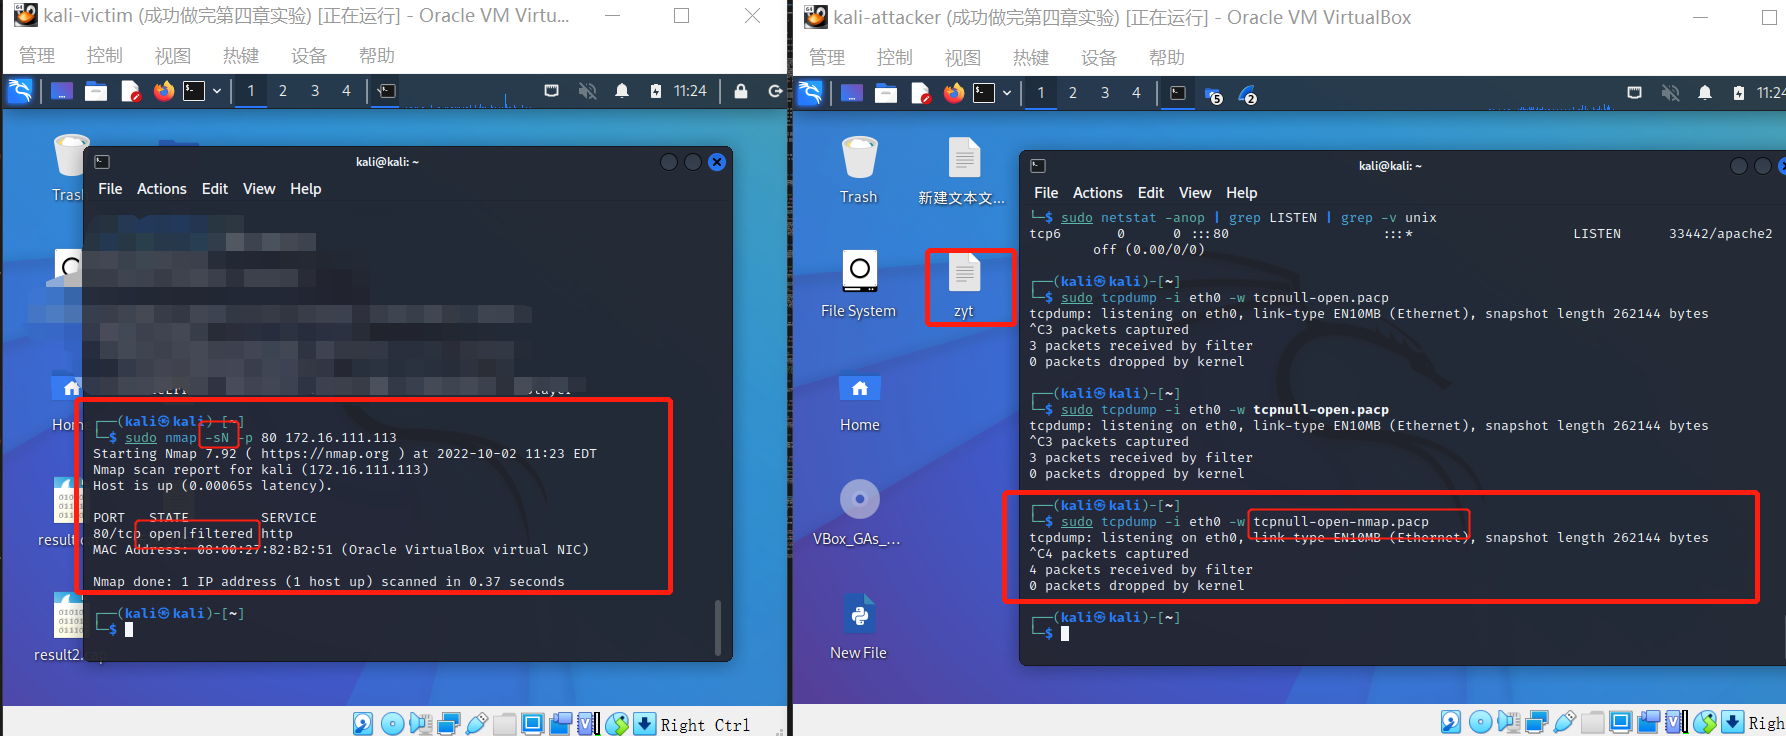 kali-victim (成功做完第四章实验) [正在运行] - Oracle VM Virtu...
管理 控制 视图 热键 设备 帮助
1 2 3 4 11:24
Trash
kali@kali: ~
File Actions Edit View Help
Home
┌──(kali㉿kali)-[~]
└─$ sudo nmap -sN -p 80 172.16.111.113
Starting Nmap 7.92 ( https://nmap.org ) at 2022-10-02 11:23 EDT
Nmap scan report for kali (172.16.111.113)
Host is up (0.00065s latency).
PORT STATE SERVICE
80/tcp open|filtered http
MAC Address: 08:00:27:82:B2:51 (Oracle VirtualBox virtual NIC)
Nmap done: 1 IP address (1 host up) scanned in 0.37 seconds
┌──(kali㉿kali)-[~]
└─$
result2.cap
Right Ctrl
kali-attacker (成功做完第四章实验) [正在运行] - Oracle VM VirtualBox
管理 控制 视图 热键 设备 帮助
1 2 3 4 5 2 11:24
Trash
新建文本文...
File System
zyt
Home
VBox_GAs_...
New File
kali@kali: ~
File Actions Edit View Help
└─$ sudo netstat -anop | grep LISTEN | grep -v unix
tcp6 0 0 :::80 :::* LISTEN 33442/apache2
off (0.00/0/0)
┌──(kali㉿kali)-[~]
└─$ sudo tcpdump -i eth0 -w tcpnull-open.pacp
tcpdump: listening on eth0, link-type EN10MB (Ethernet), snapshot length 262144 bytes
^C3 packets captured
3 packets received by filter
0 packets dropped by kernel
┌──(kali㉿kali)-[~]
└─$ sudo tcpdump -i eth0 -w tcpnull-open.pacp
tcpdump: listening on eth0, link-type EN10MB (Ethernet), snapshot length 262144 bytes
^C3 packets captured
3 packets received by filter
0 packets dropped by kernel
┌──(kali㉿kali)-[~]
└─$ sudo tcpdump -i eth0 -w tcpnull-open-nmap.pacp
tcpdump: listening on eth0, link-type EN10MB (Ethernet), snapshot length 262144 bytes
^C4 packets captured
4 packets received by filter
0 packets dropped by kernel
┌──(kali㉿kali)-[~]
└─$
Righ